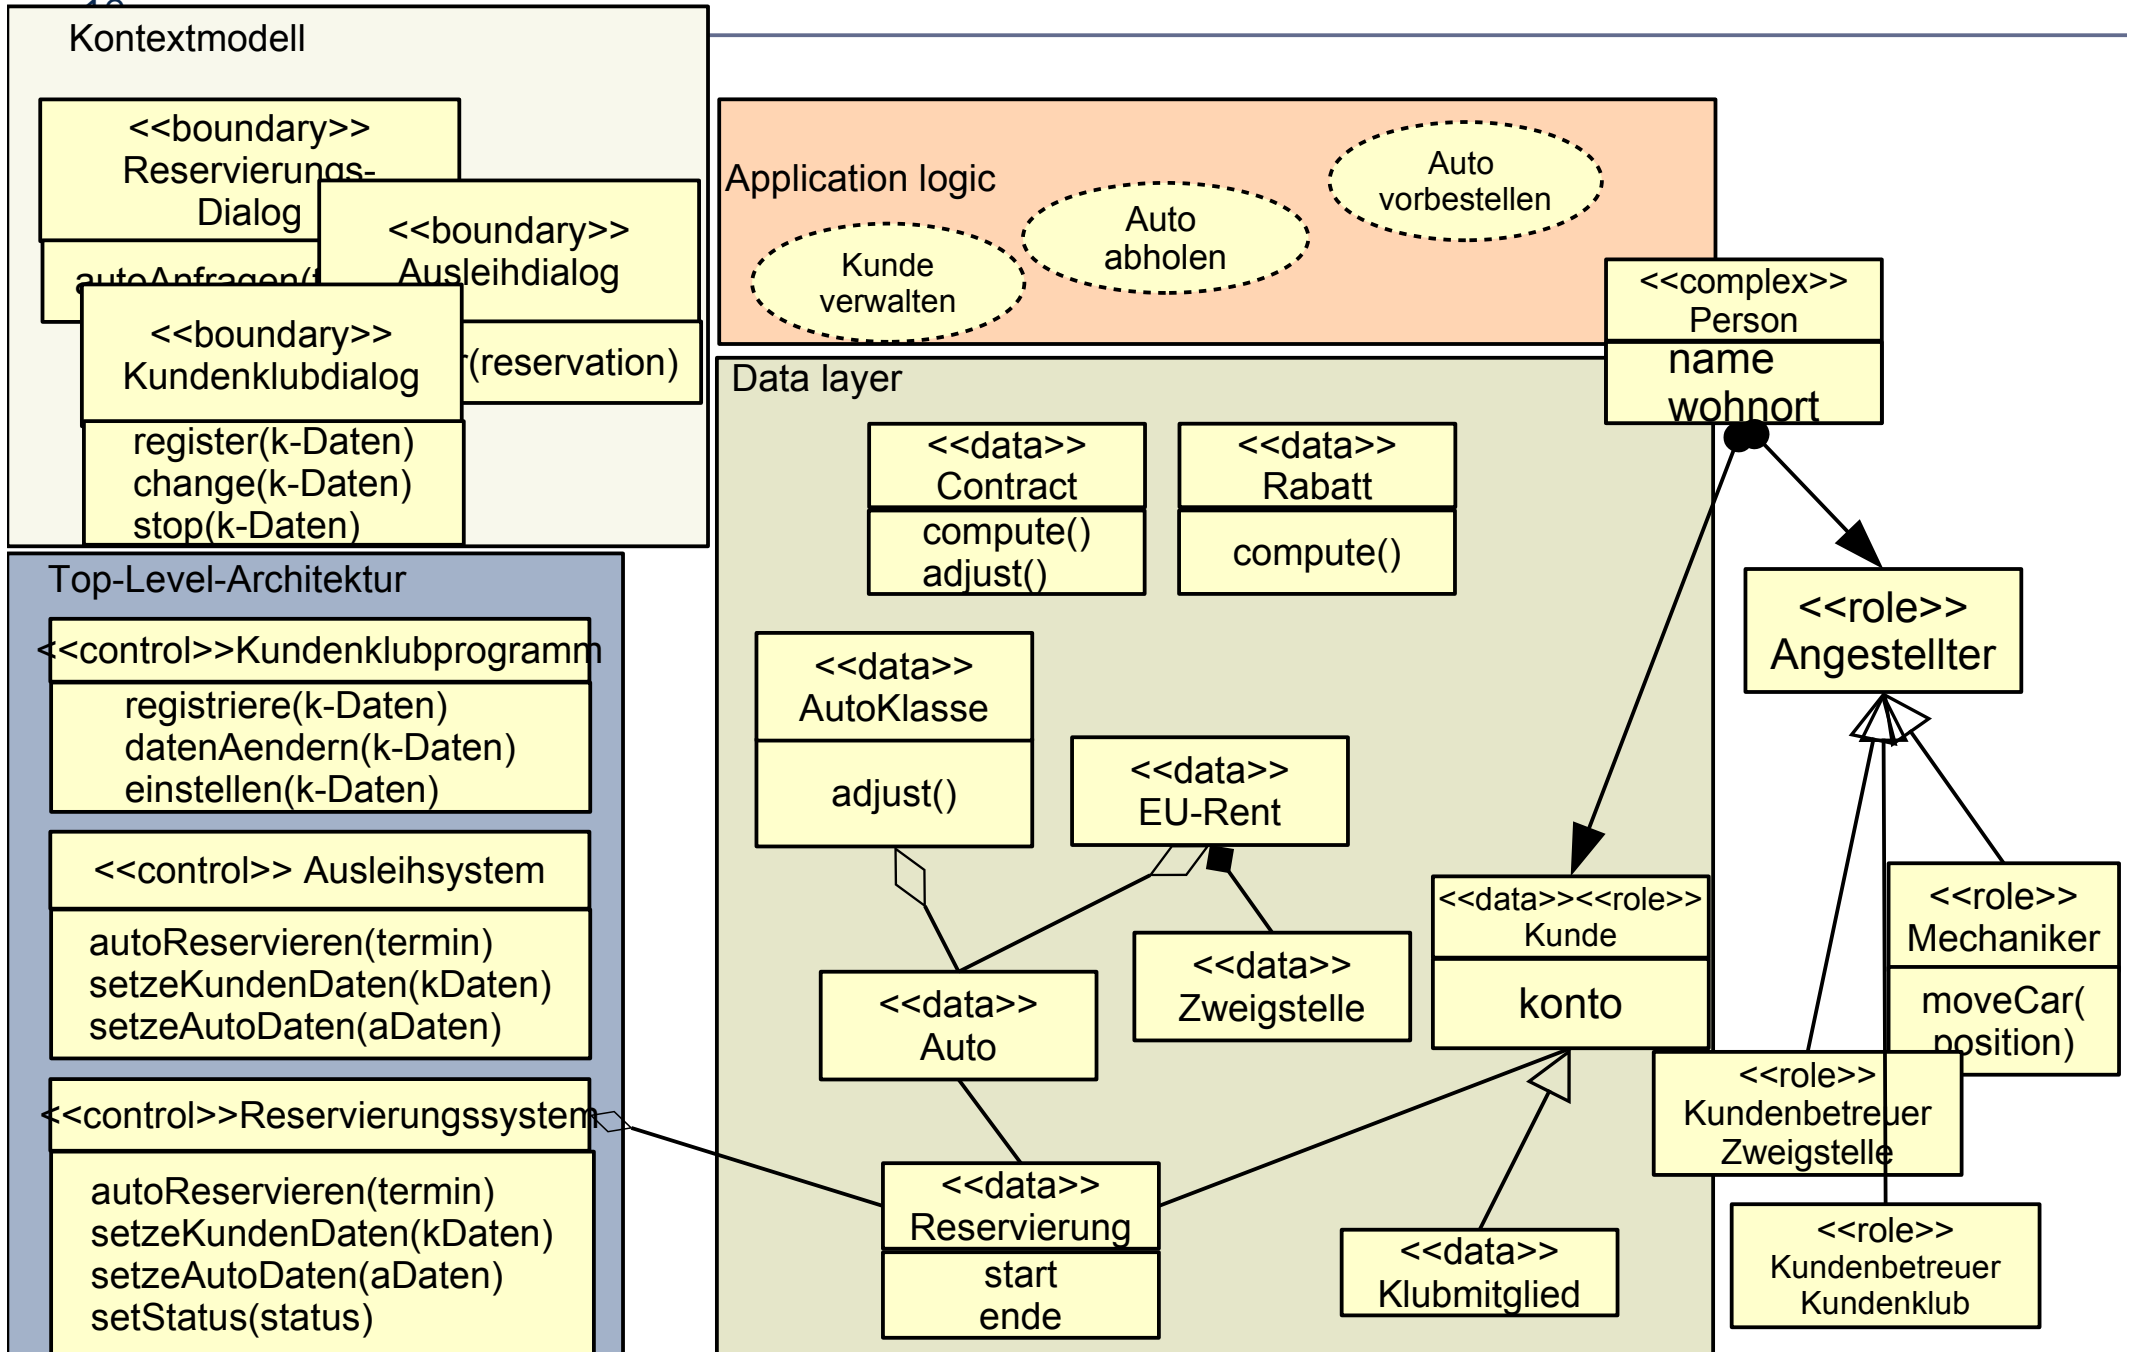 Kontextmodell
<<boundary>>
Reservierungs-
Dialog
<<boundary>>
Ausleihdialog
(reservation)
<<boundary>>
Kundenklubdialog
register(k-Daten)
change(k-Daten)
stop(k-Daten)
Application logic
Kunde
verwalten
Auto
abholen
Auto
vorbestellen
<<complex>>
Person
name
wohnort
Data layer
<<data>>
Contract
compute()
adjust()
<<data>>
Rabatt
compute()
<<data>>
AutoKlasse
adjust()
<<data>>
EU-Rent
<<data>>
Auto
<<data>>
Zweigstelle
<<data>><<role>>
Kunde
konto
<<data>>
Reservierung
start
ende
<<data>>
Klubmitglied
<<role>>
Angestellter
<<role>>
Mechaniker
moveCar(
position)
<<role>>
Kundenbetreuer
Zweigstelle
<<role>>
Kundenbetreuer
Kundenklub
Top-Level-Architektur
<<control>>Kundenklubprogramm
registriere(k-Daten)
datenAendern(k-Daten)
einstellen(k-Daten)
<<control>> Ausleihsystem
autoReservieren(termin)
setzeKundenDaten(kDaten)
setzeAutoDaten(aDaten)
<<control>>Reservierungssystem
autoReservieren(termin)
setzeKundenDaten(kDaten)
setzeAutoDaten(aDaten)
setStatus(status)